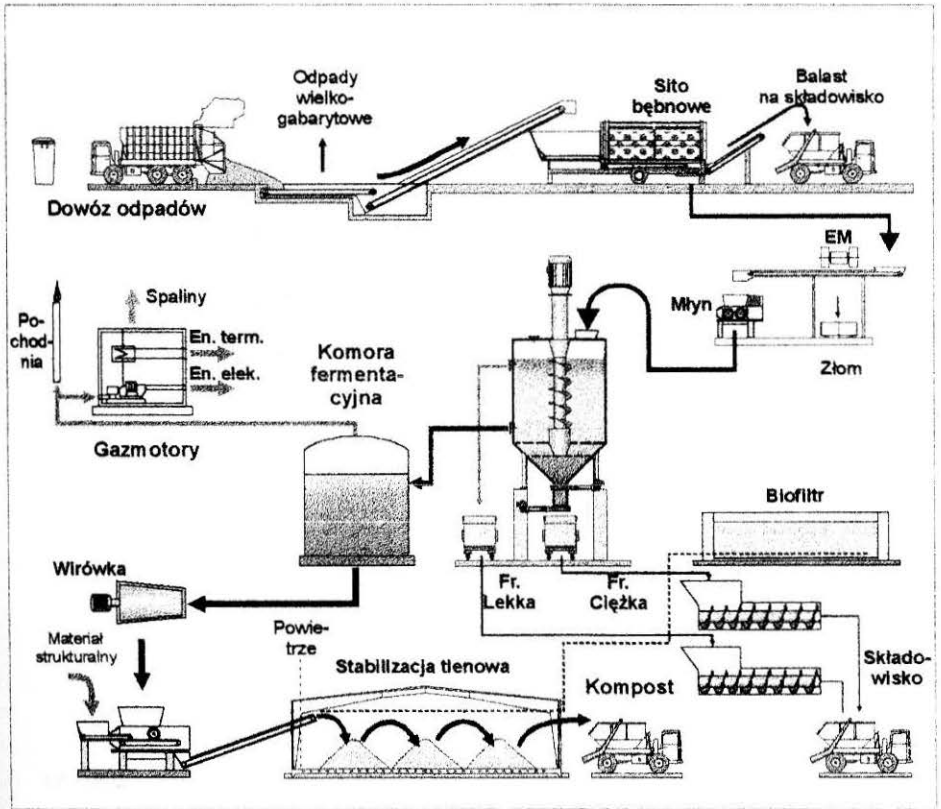 Odpady
wielko-
gabarytowe
Sito
bębnowe
Balast
na składowisko
Dowóz odpadów
EM
Młyn
Złom
Po-
chod-
nia
Spaliny
En. term.
En. elek.
Gazmotory
Komora
fermenta-
cyjna
Biofiltr
Fr.
Lekka
Fr.
Ciężka
Wirówka
Materiał
strukturalny
Powie-
trze
Stabilizacja tlenowa
Kompost
Składo-
wisko